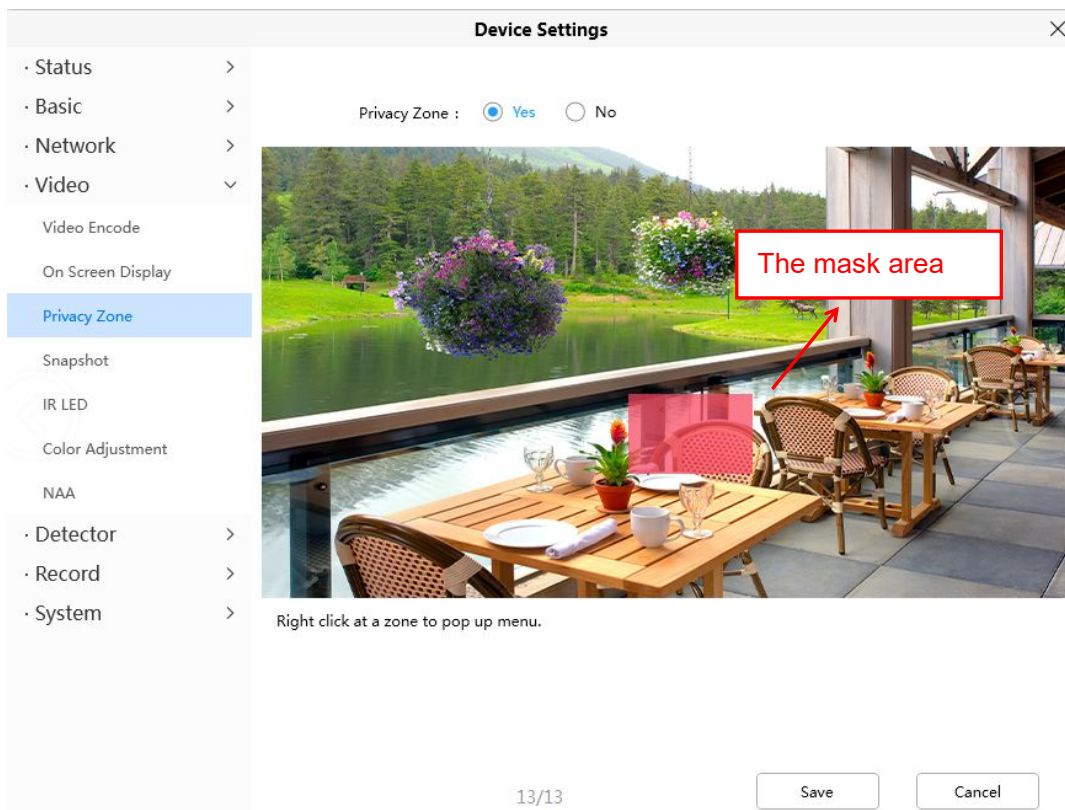 Device Settings
· Status
· Basic
· Network
· Video
Video Encode
On Screen Display
Privacy Zone
Snapshot
IR LED
Color Adjustment
NAA
· Detector
· Record
· System
Privacy Zone : Yes No
The mask area
Right click at a zone to pop up menu.
13/13
Save Cancel